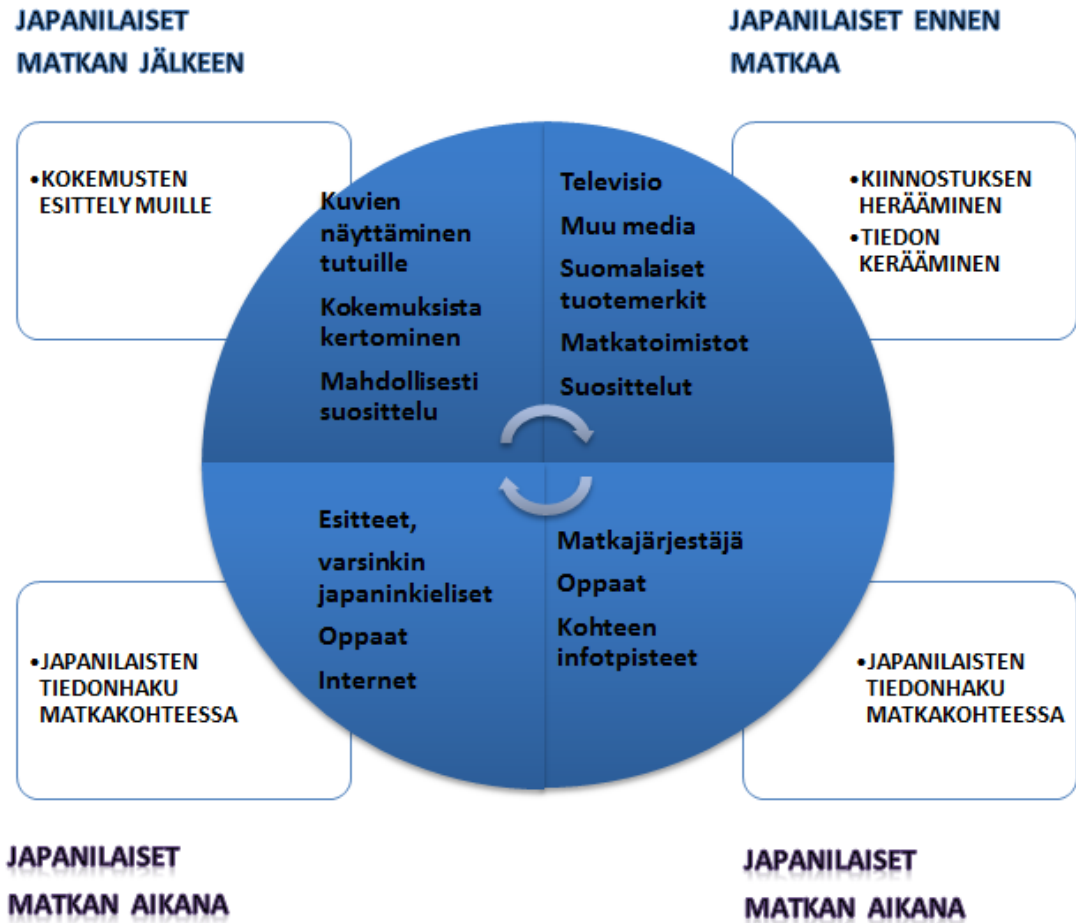 JAPANILAISET
MATKAN JÄLKEEN
JAPANILAISET ENNEN
MATKAA
•KOKEMUSTEN
ESITTELY MUILLE
Kuvien
näyttäminen
tutuille
Kokemuksista
kertominen
Mahdollisesti
suosittelu
Televisio
Muu media
Suomalaiset
tuotemerkit
Matkatoimistot
Suosittelut
•KIINNOSTUKSEN
HERÄÄMINEN
•TIEDON
KERÄÄMINEN
•JAPANILAISTEN
TIEDONHAKU
MATKAKOHTEESSA
Esitteet,
varsinkin
japaninkieliset
Oppaat
Internet
Matkajärjestäjä
Oppaat
Kohteen
infotpisteet
•JAPANILAISTEN
TIEDONHAKU
MATKAKOHTEESSA
JAPANILAISET
MATKAN AIKANA
JAPANILAISET
MATKAN AIKANA